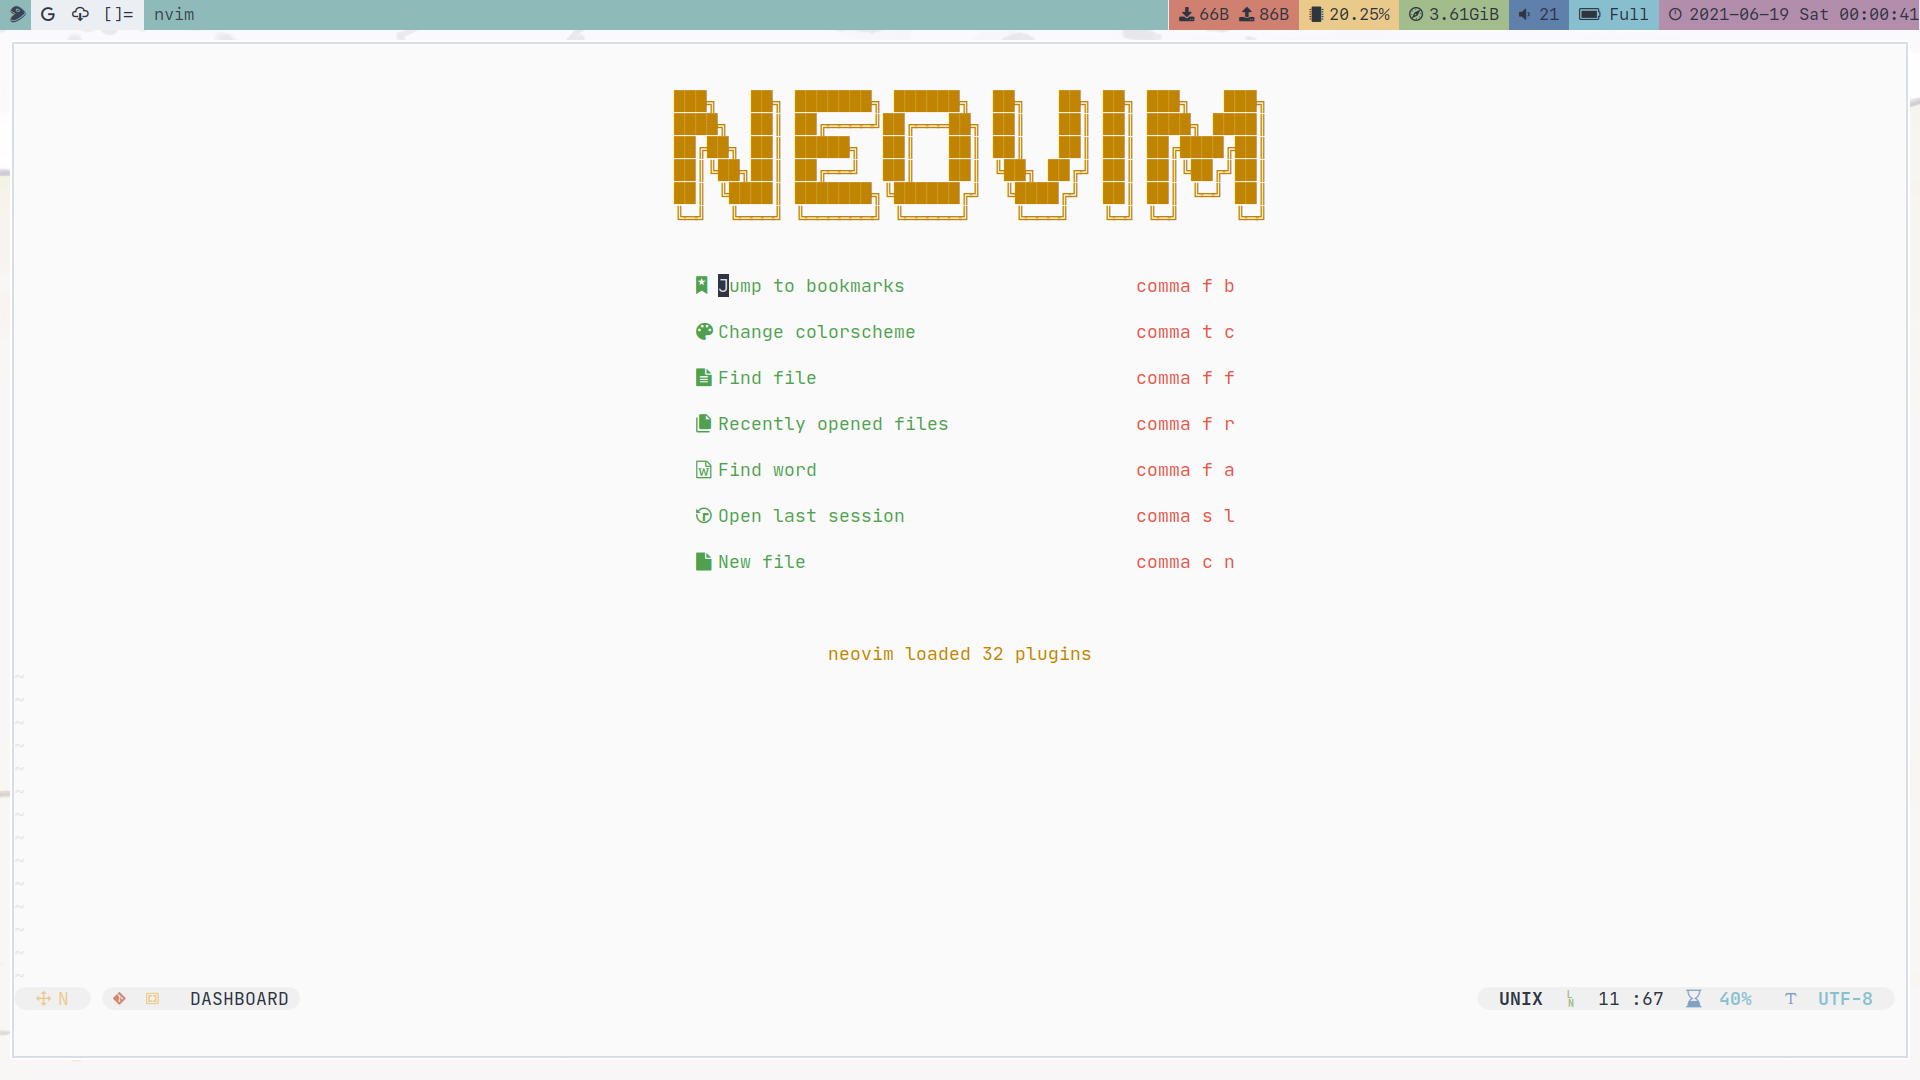 []= nvim 66B 86B 20.25% 3.61GiB 21 Full 2021-06-19 Sat 00:00:41
NEOVIM
Jump to bookmarks comma f b
Change colorscheme comma t c
Find file comma f f
Recently opened files comma f r
Find word comma f a
Open last session comma s l
New file comma c n
neovim loaded 32 plugins
~
~
~
~
~
~
~
~
~
~
~
~
~
~
N DASHBOARD UNIX LN 11 :67 40% T UTF-8